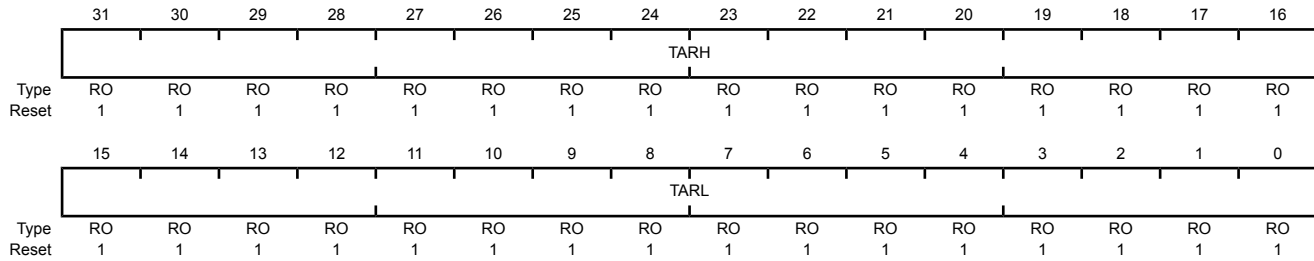 31 30 29 28 27 26 25 24 23 22 21 20 19 18 17 16
TARH
Type RO RO RO RO RO RO RO RO RO RO RO RO RO RO RO RO
Reset 1 1 1 1 1 1 1 1 1 1 1 1 1 1 1 1
15 14 13 12 11 10 9 8 7 6 5 4 3 2 1 0
TARL
Type RO RO RO RO RO RO RO RO RO RO RO RO RO RO RO RO
Reset 1 1 1 1 1 1 1 1 1 1 1 1 1 1 1 1